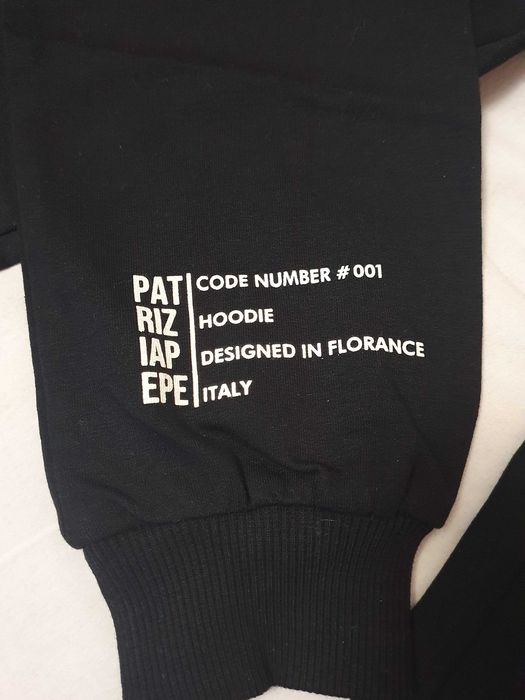 PAT CODE NUMBER # 001
RIZ HOODIE
IAP DESIGNED IN FLORANCE
EPE ITALY